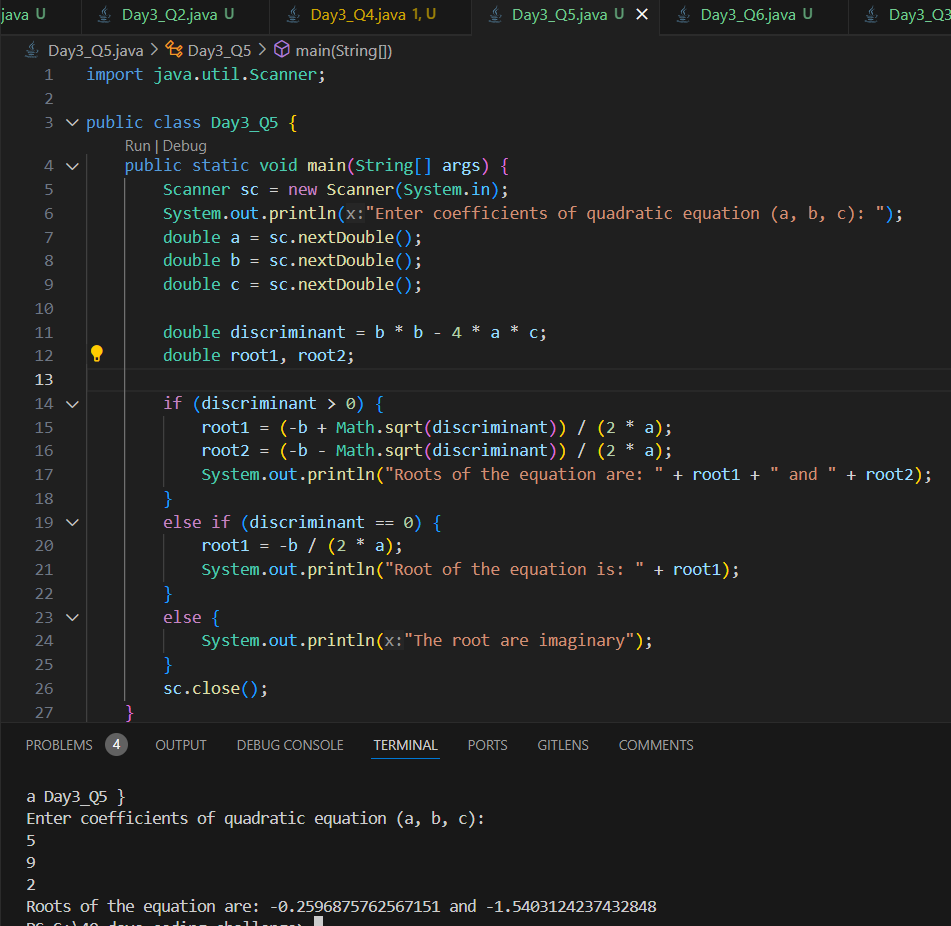 java U Day3_Q2.java U Day3_Q4.java 1, U Day3_Q5.java U Day3_Q6.java U Day3_Q3
Day3_Q5.java > Day3_Q5 > main(String[])
1 import java.util.Scanner;
2
3 public class Day3_Q5 {
Run | Debug
4 public static void main(String[] args) {
5 Scanner sc = new Scanner(System.in);
6 System.out.println(x:"Enter coefficients of quadratic equation (a, b, c): ");
7 double a = sc.nextDouble();
8 double b = sc.nextDouble();
9 double c = sc.nextDouble();
10
11 double discriminant = b * b - 4 * a * c;
12 double root1, root2;
13
14 if (discriminant > 0) {
15 root1 = (-b + Math.sqrt(discriminant)) / (2 * a);
16 root2 = (-b - Math.sqrt(discriminant)) / (2 * a);
17 System.out.println("Roots of the equation are: " + root1 + " and " + root2);
18 }
19 else if (discriminant == 0) {
20 root1 = -b / (2 * a);
21 System.out.println("Root of the equation is: " + root1);
22 }
23 else {
24 System.out.println(x:"The root are imaginary");
25 }
26 sc.close();
27 }
PROBLEMS 4 OUTPUT DEBUG CONSOLE TERMINAL PORTS GITLENS COMMENTS
a Day3_Q5 }
Enter coefficients of quadratic equation (a, b, c):
5
9
2
Roots of the equation are: -0.2596875762567151 and -1.5403124237432848